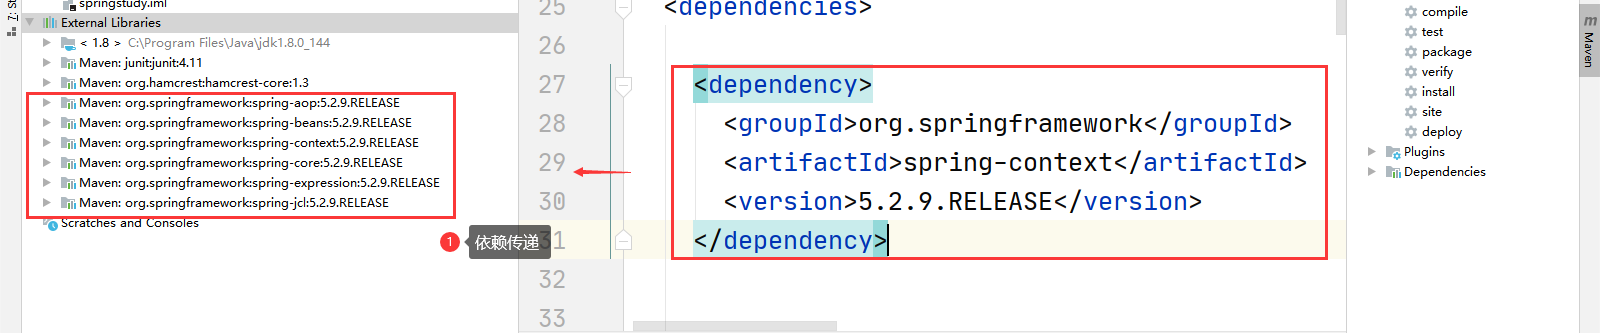 springstudy.iml
External Libraries
< 1.8 > C:\Program Files\Java\jdk1.8.0_144
Maven: junit:junit:4.11
Maven: org.hamcrest:hamcrest-core:1.3
Maven: org.springframework:spring-aop:5.2.9.RELEASE
Maven: org.springframework:spring-beans:5.2.9.RELEASE
Maven: org.springframework:spring-context:5.2.9.RELEASE
Maven: org.springframework:spring-core:5.2.9.RELEASE
Maven: org.springframework:spring-expression:5.2.9.RELEASE
Maven: org.springframework:spring-jcl:5.2.9.RELEASE
Scratches and Consoles
1 依赖传递
25 <dependencies>
26
27 <dependency>
28 <groupId>org.springframework</groupId>
29 <artifactId>spring-context</artifactId>
30 <version>5.2.9.RELEASE</version>
31 </dependency>
32
33
compile
test
package
verify
install
site
deploy
Plugins
Dependencies
m Maven